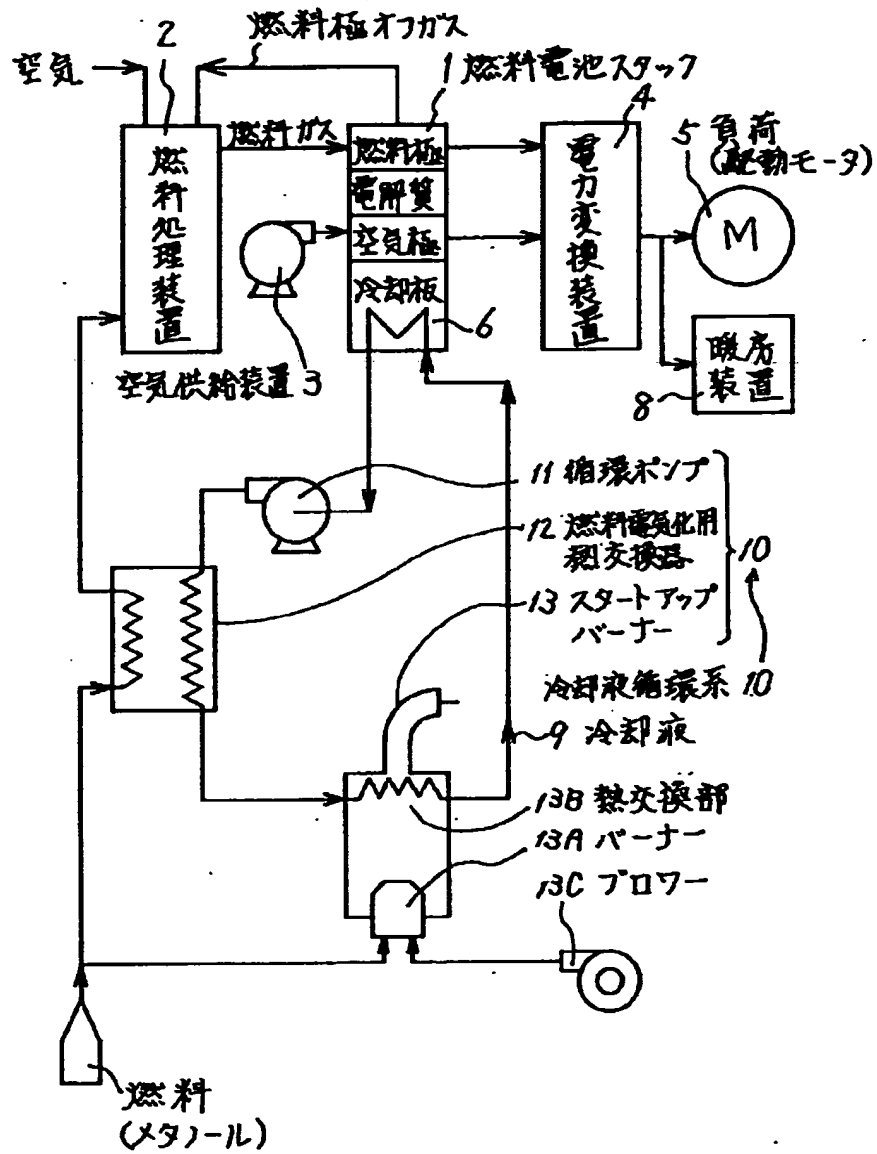 燃料極オフガス
2
空気
1 燃料電池スタック
4
5 負荷
(駆動モータ)
燃料ガス
燃料処理装置
燃料極
電解質
空気極
冷却板
6
電力変換装置
M
暖房
装置
8
空気供給装置 3
11 循環ポンプ
12 燃料電気化用
熱交換器
10
13 スタートアップ
バーナー
冷却液循環系 10
9 冷却液
13B 熱交換部
13A バーナー
13C ブロワー
燃料
(メタノール)